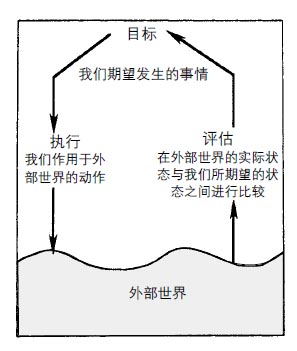 目标
我们期望发生的事情
执行
我们作用于外
部世界的动作
评估
在外部世界的实际状
态与我们所期望的状
态之间进行比较
外部世界